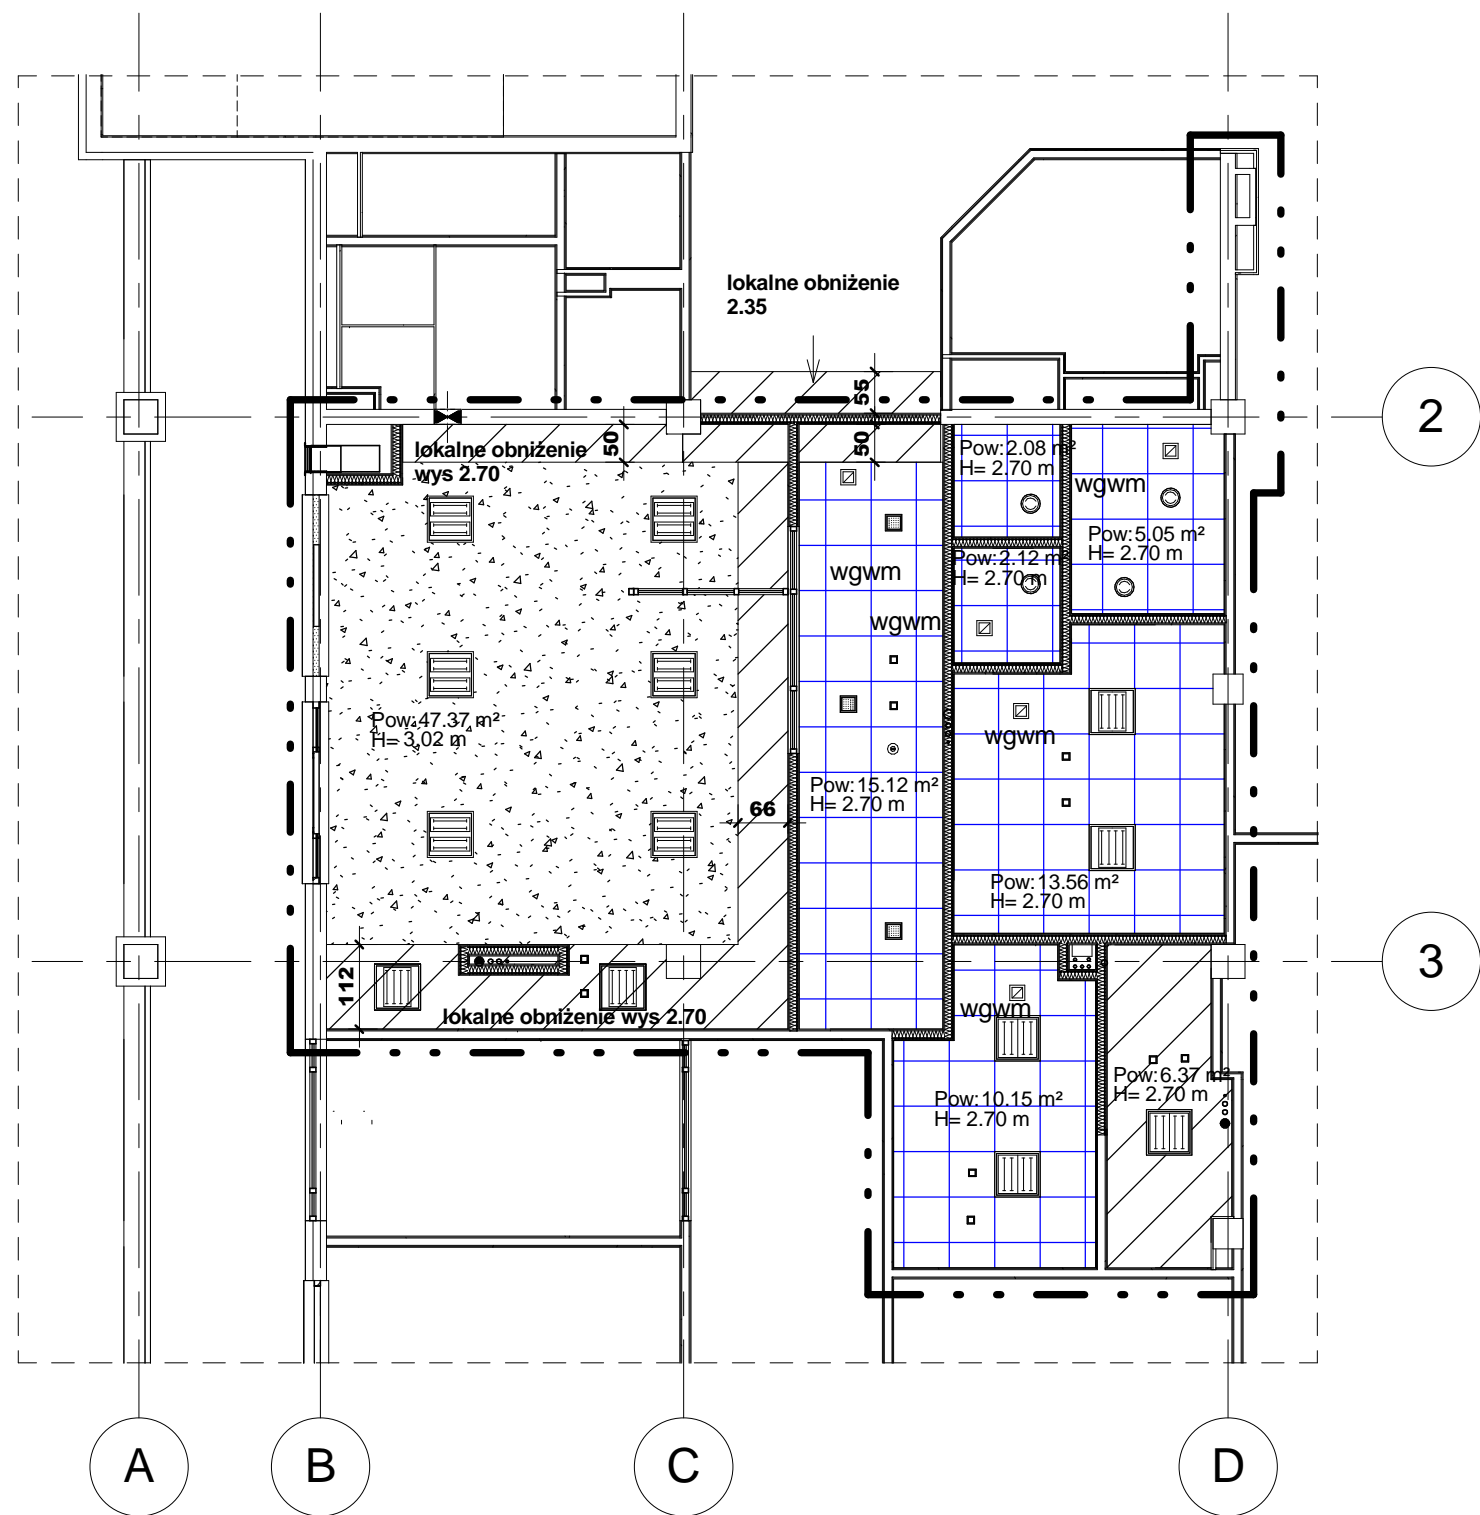 lokalne obniżenie
2.35
55
2
50
50
lokalne obniżenie
wys 2.70
Pow:2.08 m²
H= 2.70 m
wgwm
Pow:5.05 m²
H= 2.70 m
Pow:2.12 m²
H= 2.70 m
wgwm
wgwm
Pow:47.37 m²
H= 3.02 m
wgwm
Pow:15.12 m²
H= 2.70 m
66
Pow:13.56 m²
H= 2.70 m
3
112
lokalne obniżenie wys 2.70
wgwm
Pow:10.15 m²
H= 2.70 m
Pow:6.37 m²
H= 2.70 m
A
B
C
D